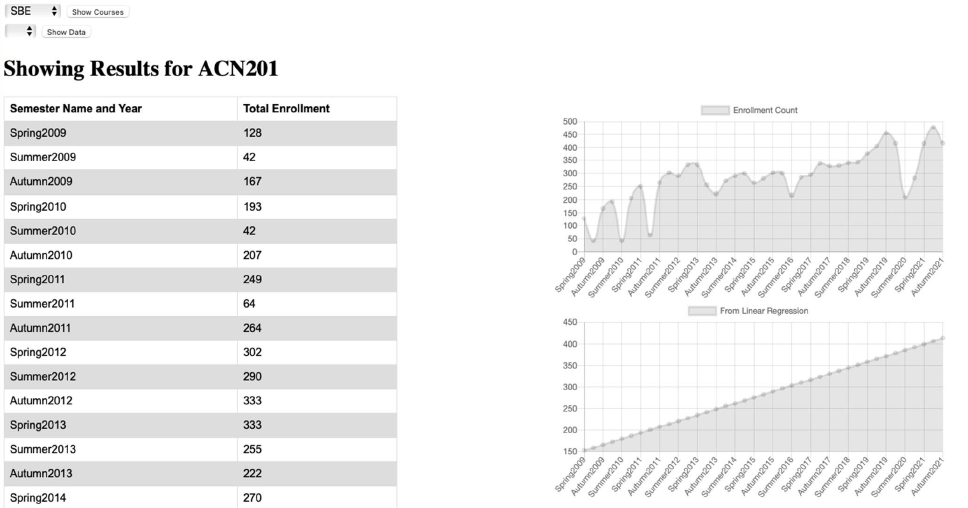 SBE Show Courses
Show Data
Showing Results for ACN201
Semester Name and Year Total Enrollment
Spring2009 128
Summer2009 42
Autumn2009 167
Spring2010 193
Summer2010 42
Autumn2010 207
Spring2011 249
Summer2011 64
Autumn2011 264
Spring2012 302
Summer2012 290
Autumn2012 333
Spring2013 333
Summer2013 255
Autumn2013 222
Spring2014 270
Enrollment Count
500
450
400
350
300
250
200
150
100
50
0
Spring2009 Autumn2009 Summer2010 Spring2011 Autumn2011 Summer2012 Spring2013 Autumn2013 Summer2014 Spring2015 Autumn2015 Summer2016 Spring2017 Autumn2017 Summer2018 Spring2019 Autumn2019 Summer2020 Spring2021 Autumn2021
From Linear Regression
450
400
350
300
250
200
150
Spring2009 Autumn2009 Summer2010 Spring2011 Autumn2011 Summer2012 Spring2013 Autumn2013 Summer2014 Spring2015 Autumn2015 Summer2016 Spring2017 Autumn2017 Summer2018 Spring2019 Autumn2019 Summer2020 Spring2021 Autumn2021